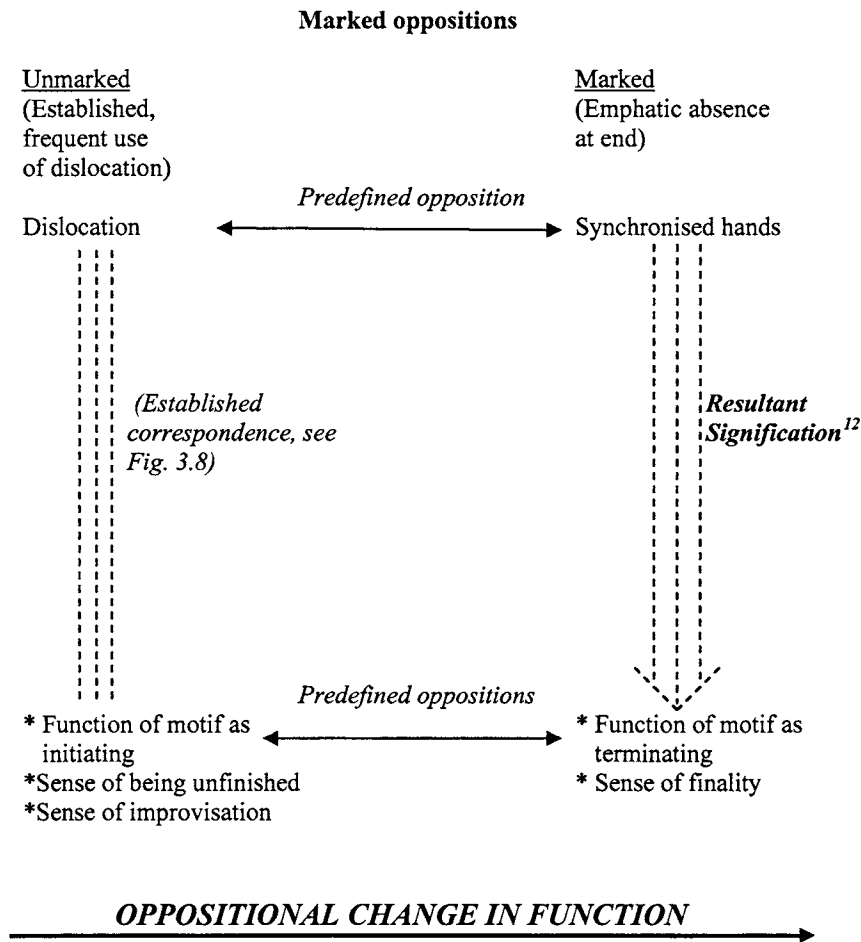 Marked oppositions
Unmarked
(Established,
frequent use
of dislocation)
Marked
(Emphatic absence
at end)
Predefined opposition
Dislocation
Synchronised hands
(Established
correspondence, see
Fig. 3.8)
Resultant
Signification12
Predefined oppositions
* Function of motif as
initiating
*Sense of being unfinished
*Sense of improvisation
* Function of motif as
terminating
* Sense of finality
OPPOSITIONAL CHANGE IN FUNCTION